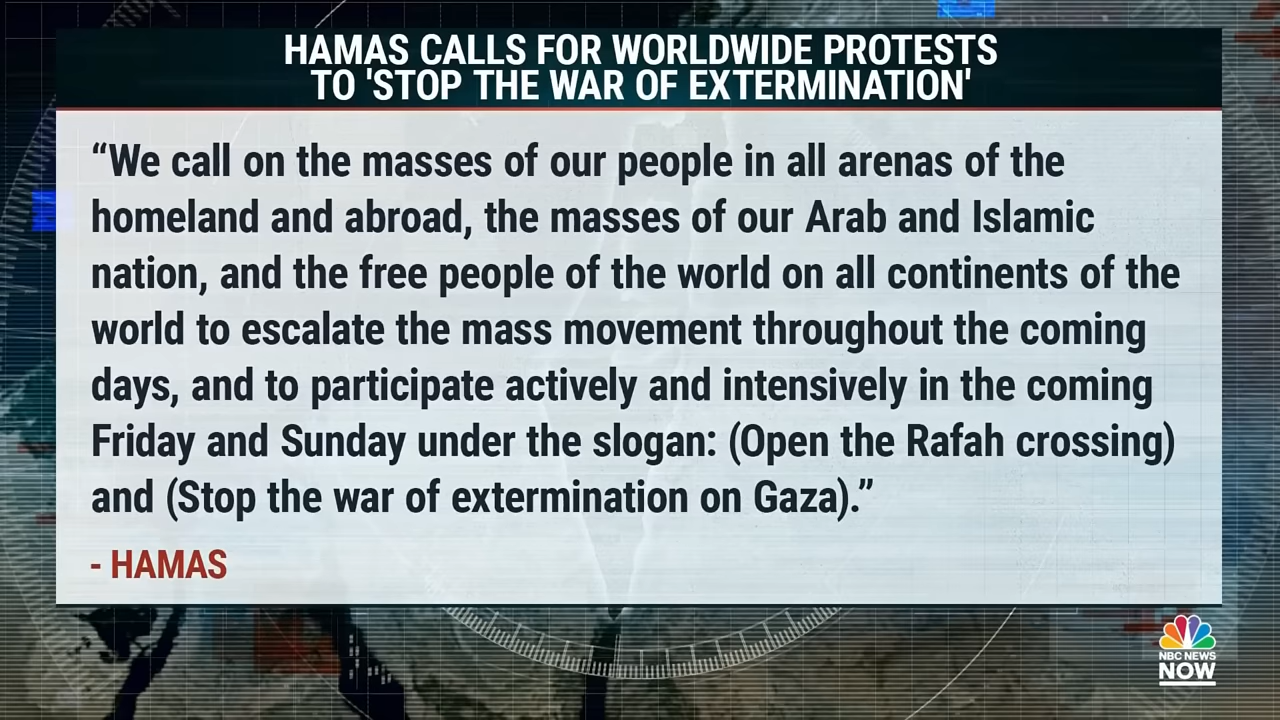 HAMAS CALLS FOR WORLDWIDE PROTESTS
TO 'STOP THE WAR OF EXTERMINATION'
“We call on the masses of our people in all arenas of the
homeland and abroad, the masses of our Arab and Islamic
nation, and the free people of the world on all continents of the
world to escalate the mass movement throughout the coming
days, and to participate actively and intensively in the coming
Friday and Sunday under the slogan: (Open the Rafah crossing)
and (Stop the war of extermination on Gaza).”
- HAMAS
NBC NEWS
NOW